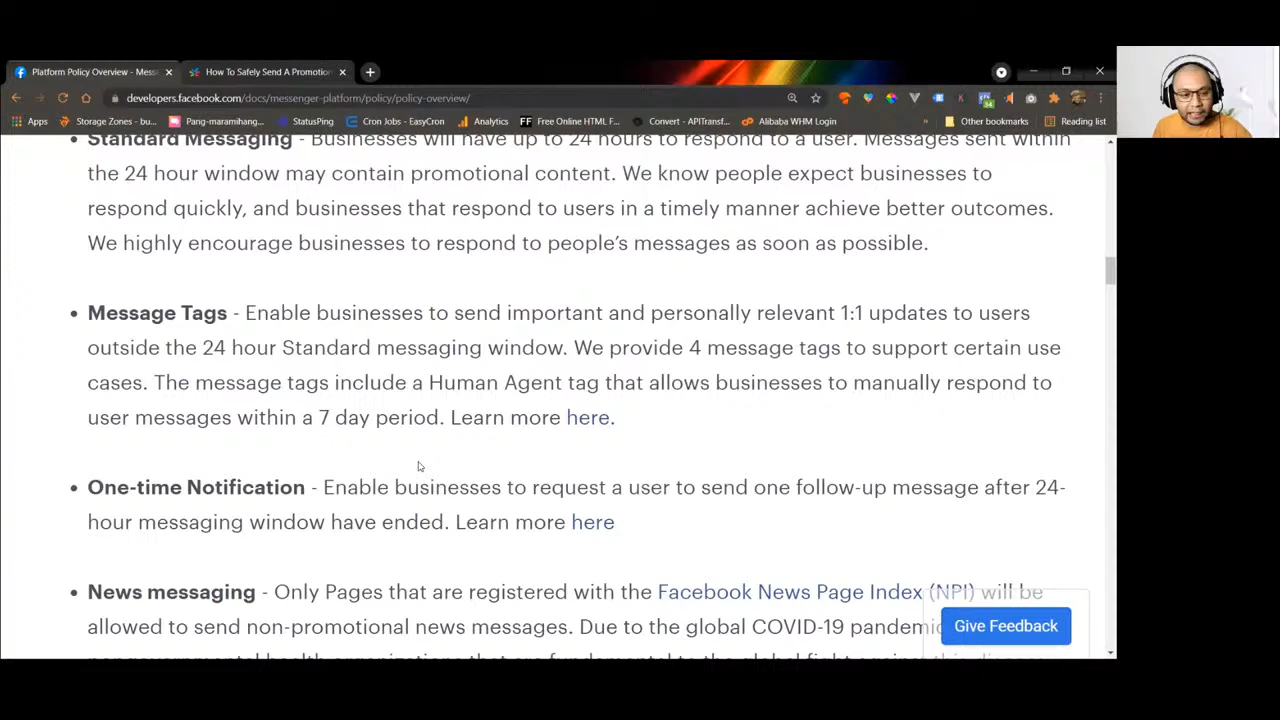 Platform Policy Overview - Mess
How To Safely Send A Promotion
developers.facebook.com/docs/messenger-platform/policy/policy-overview/
Apps
Storage Zones - bu...
Pang-maramihang...
StatusPing
Cron Jobs - EasyCron
Analytics
FF Free Online HTML F...
Convert - APITransf...
Alibaba WHM Login
»
Other bookmarks
Reading list
• Standard Messaging - Businesses will have up to 24 hours to respond to a user. Messages sent within
the 24 hour window may contain promotional content. We know people expect businesses to
respond quickly, and businesses that respond to users in a timely manner achieve better outcomes.
We highly encourage businesses to respond to people's messages as soon as possible.
• Message Tags - Enable businesses to send important and personally relevant 1:1 updates to users
outside the 24 hour Standard messaging window. We provide 4 message tags to support certain use
cases. The message tags include a Human Agent tag that allows businesses to manually respond to
user messages within a 7 day period. Learn more here.
• One-time Notification - Enable businesses to request a user to send one follow-up message after 24-
hour messaging window have ended. Learn more here
• News messaging - Only Pages that are registered with the Facebook News Page Index (NPI) will be
allowed to send non-promotional news messages. Due to the global COVID-19 pandemic
Give Feedback